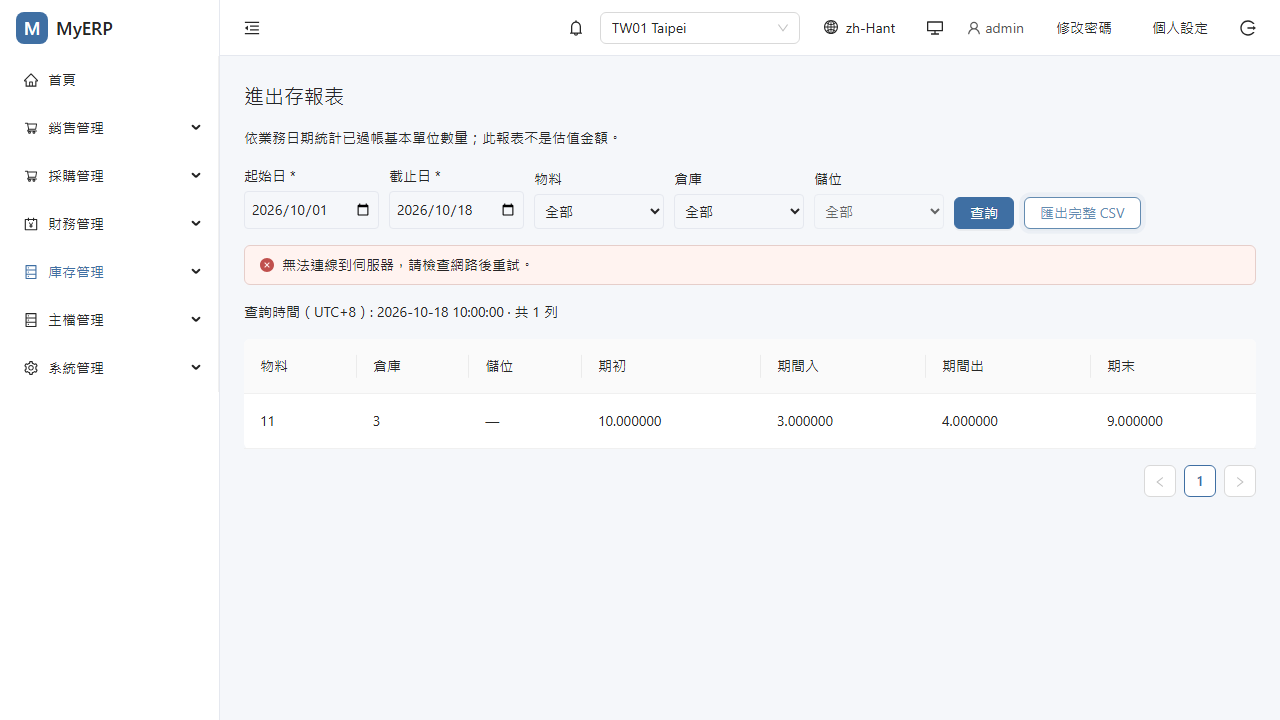 M MyERP
TW01 Taipei
zh-Hant
admin
修改密碼
個人設定
首頁
銷售管理
採購管理
財務管理
庫存管理
主檔管理
系統管理
進出存報表
依業務日期統計已過帳基本單位數量；此報表不是估值金額。
起始日 * 截止日 * 物料 倉庫 儲位
2026/10/01 2026/10/18 全部 全部 全部 查詢 匯出完整 CSV
無法連線到伺服器，請檢查網路後重試。
查詢時間（UTC+8）: 2026-10-18 10:00:00 · 共 1 列
物料 倉庫 儲位 期初 期間入 期間出 期末
11 3 — 10.000000 3.000000 4.000000 9.000000
1